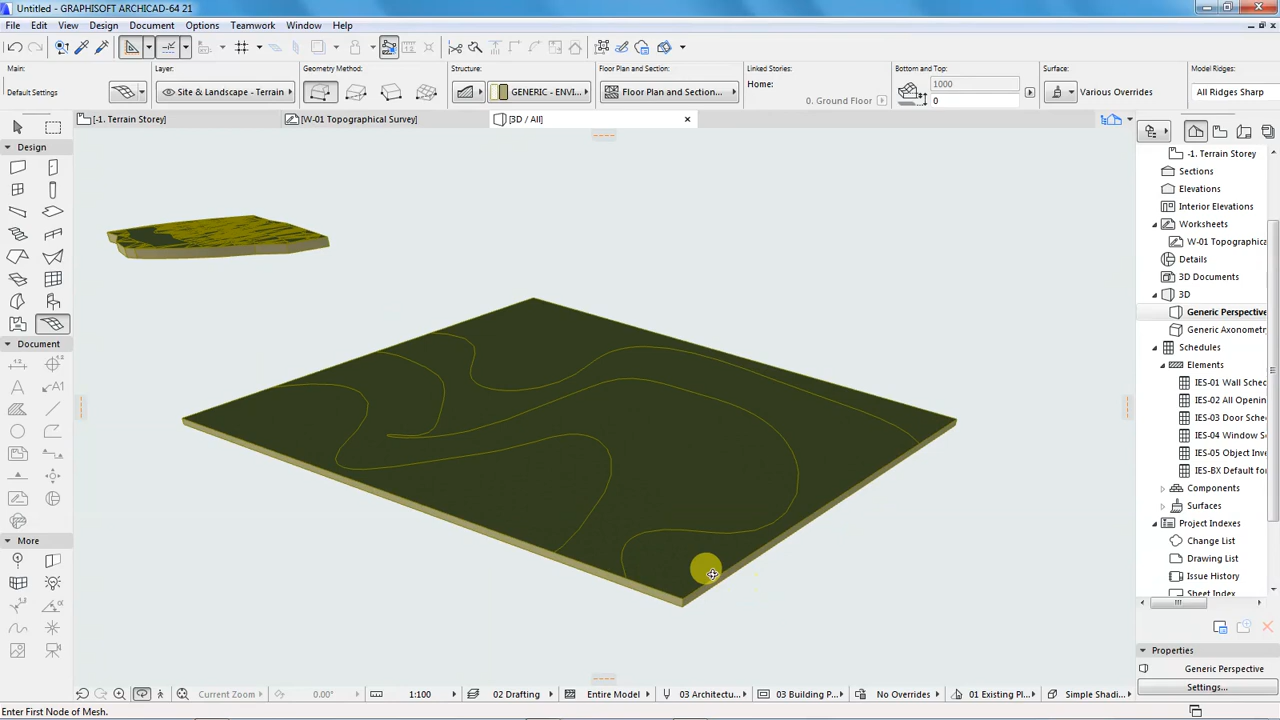 Untitled - GRAPHISOFT ARCHICAD-64 21
File Edit View Design Document Options Teamwork Window Help
Main: Layer: Geometry Method: Structure: Floor Plan and Section: Linked Stories: Bottom and Top: Surface: Model Ridges:
Default Settings Site & Landscape - Terrain GENERIC - ENVI... Floor Plan and Section... Home: 1000 Various Overrides All Ridges Sharp
0. Ground Floor 0
[-1. Terrain Storey] [W-01 Topographical Survey] [3D / All]
Design
Document
More
-1. Terrain Storey
Sections
Elevations
Interior Elevations
Worksheets
W-01 Topographica
Details
3D Documents
3D
Generic Perspective
Generic Axonometr
Schedules
Elements
IES-01 Wall Sched
IES-02 All Opening
IES-03 Door Sche
IES-04 Window S
IES-05 Object Inve
IES-BX Default fo
Components
Surfaces
Project Indexes
Change List
Drawing List
Issue History
Sheet Index
Properties
Generic Perspective
Settings...
Current Zoom 0.00° 1:100 02 Drafting Entire Model 03 Architectu... 03 Building P... No Overrides 01 Existing Pl... Simple Shadi...
Enter First Node of Mesh.